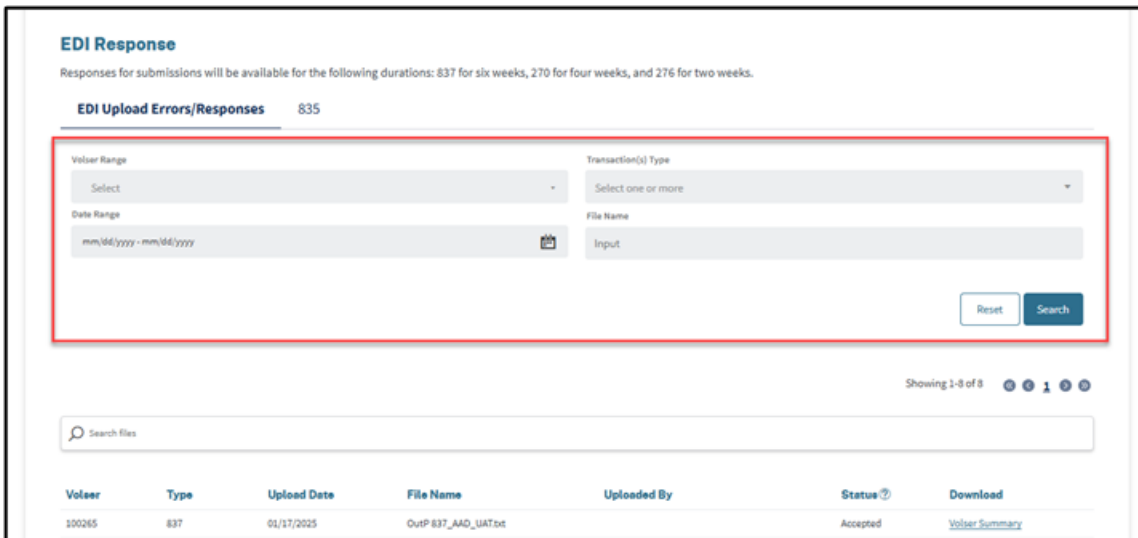 EDI Response
Responses for submissions will be available for the following durations: 837 for six weeks, 270 for four weeks, and 276 for two weeks.
EDI Upload Errors/Responses 835
Volser Range Transaction(s) Type
Select Select one or more
Date Range File Name
mm/dd/yyyy - mm/dd/yyyy Input
Reset Search
Showing 1-8 of 8 1
Search files
Volser Type Upload Date File Name Uploaded By Status Download
100265 837 01/17/2025 OutP 837_AAD_UAT.txt Accepted Volser Summary